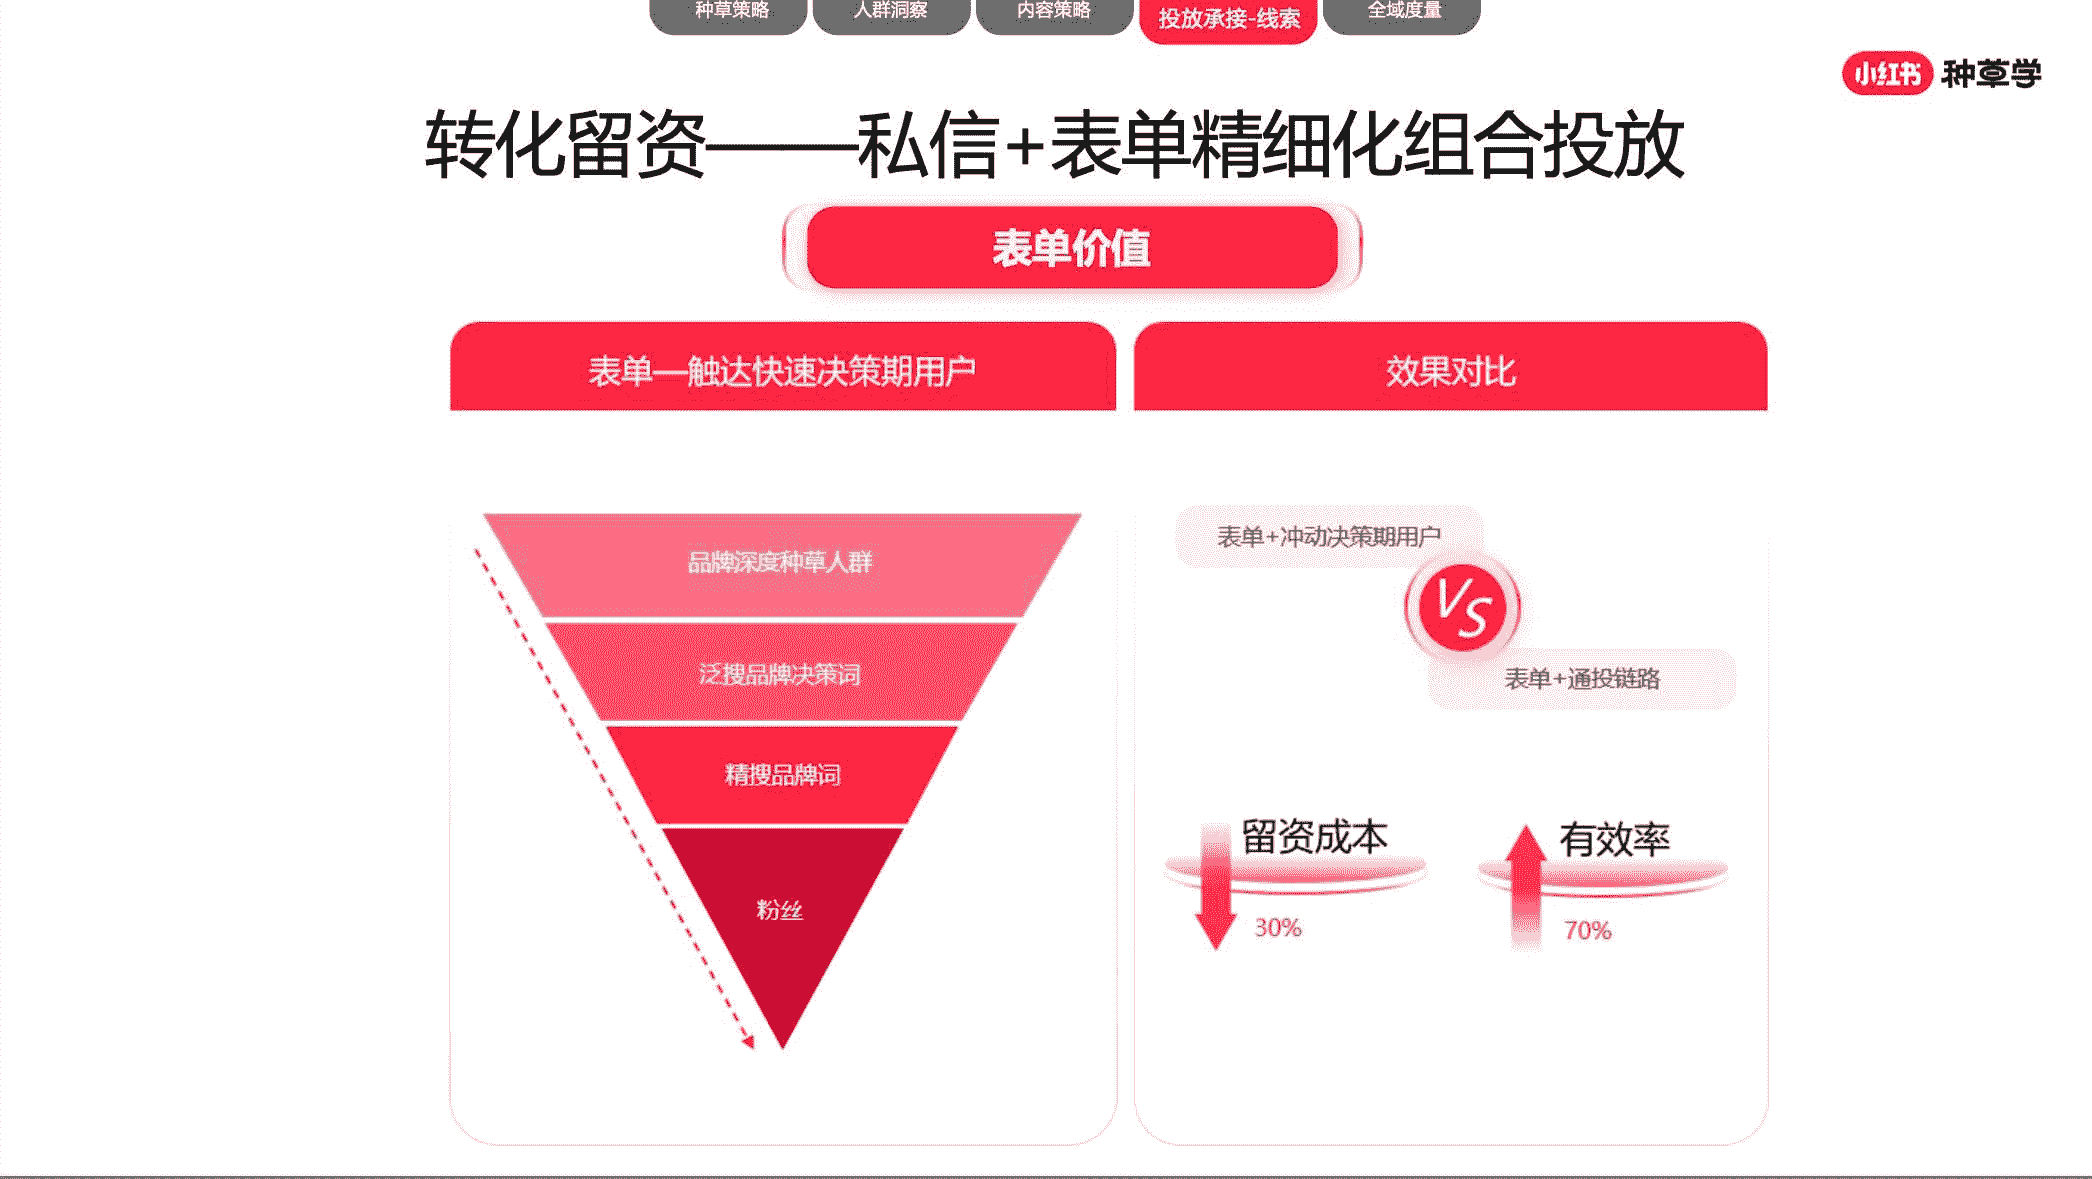 种草策略
人群洞察
内容策略
投放承接-线索
全域度量
小红书 种草学
转化留资——私信+表单精细化组合投放
表单价值
表单—触达快速决策期用户
效果对比
品牌深度种草人群
泛搜品牌决策词
精搜品牌词
粉丝
表单+冲动决策期用户
VS
表单+通投链路
留资成本
30%
有效率
70%